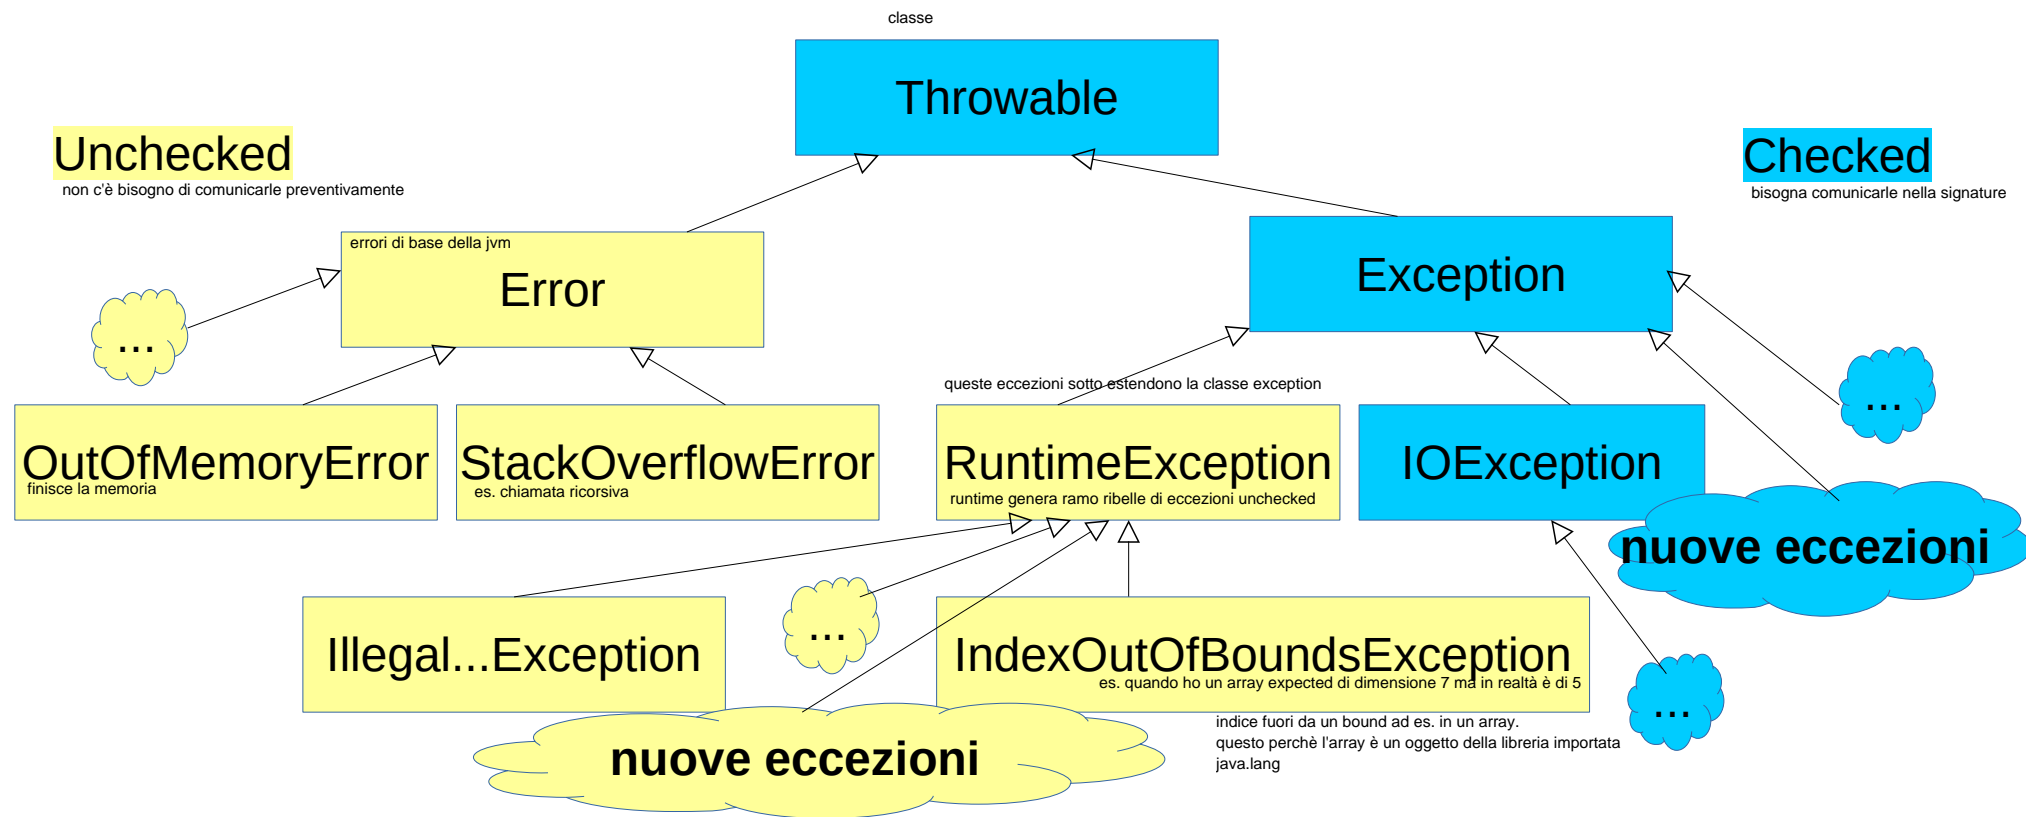 classe
Throwable
Unchecked
non c'è bisogno di comunicarle preventivamente
Checked
bisogna comunicarle nella signature
errori di base della jvm
Error
Exception
...
...
queste eccezioni sotto estendono la classe exception
OutOfMemoryError
finisce la memoria
StackOverflowError
es. chiamata ricorsiva
RuntimeException
runtime genera ramo ribelle di eccezioni unchecked
IOException
nuove eccezioni
Illegal...Exception
...
IndexOutOfBoundsException
es. quando ho un array expected di dimensione 7 ma in realtà è di 5
...
indice fuori da un bound ad es. in un array.
questo perchè l'array è un oggetto della libreria importata
java.lang
nuove eccezioni